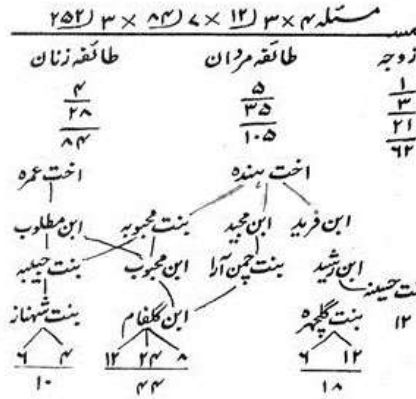 مسئلہ ۴ × ۳ ۱۲ × ۷ ۸۴ × ۳ ۲۵۲
زوجہ طائفہ مردان طائفہ زنان
۱ ۵ ۴
۳ ۳۵ ۲۸
۲۱ ۱۰۵ ۸۴
۶۲
اخت ہندہ اخت عمرہ
ابن فرید ابن مجید بنت محبوبہ ابن مطلوب
ابن رشید بنت چمن آرا ابن محبوب بنت حبیبہ
بنت حسینہ بنت گلچہرہ ابن گلفام بنت شہناز
۱۲
۱۲ ۶ ۸ ۲۴ ۱۲ ۴ ۶
۱۸ ۴۴ ۱۰